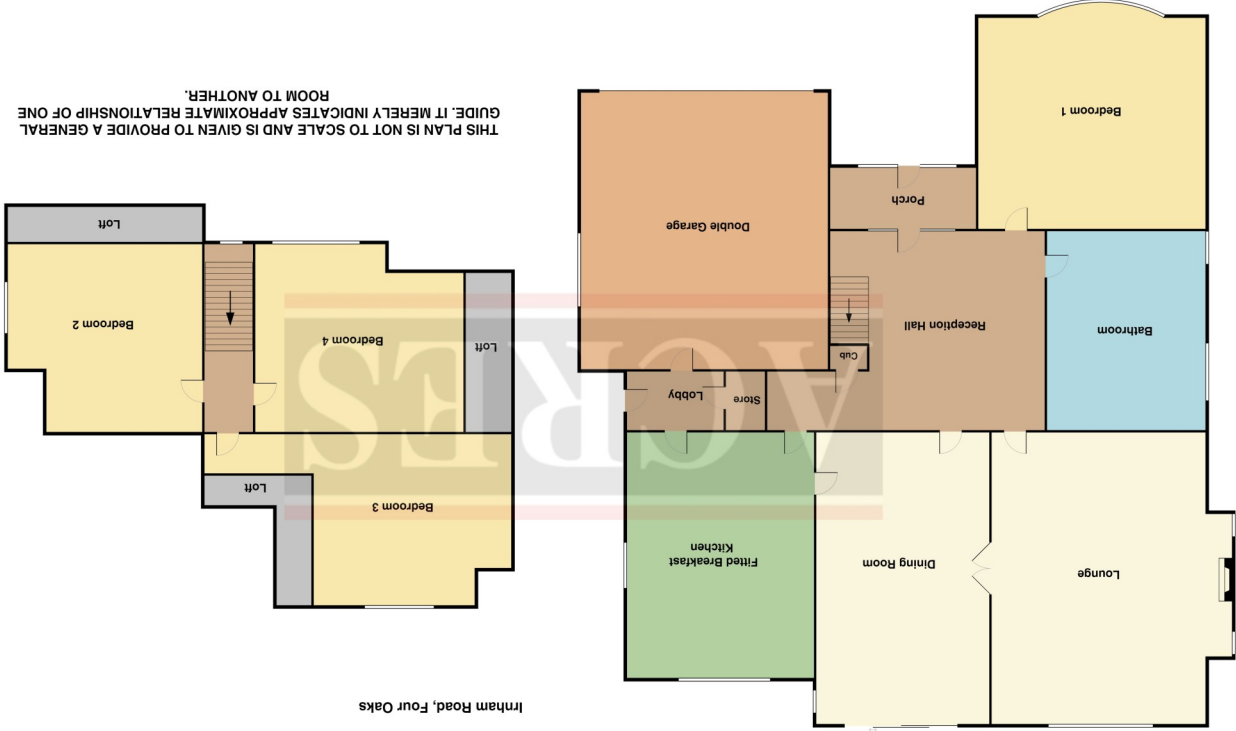 Irnham Road, Four Oaks
Lounge
Dining Room
Fitted Breakfast
Kitchen
Store
Lobby
Cub
Bathroom
Reception Hall
Double Garage
Porch
Bedroom 1
Bedroom 3
Loft
Loft
Bedroom 4
Bedroom 2
Loft
THIS PLAN IS NOT TO SCALE AND IS GIVEN TO PROVIDE A GENERAL
GUIDE. IT MERELY INDICATES APPROXIMATE RELATIONSHIP OF ONE
ROOM TO ANOTHER.
ACRES